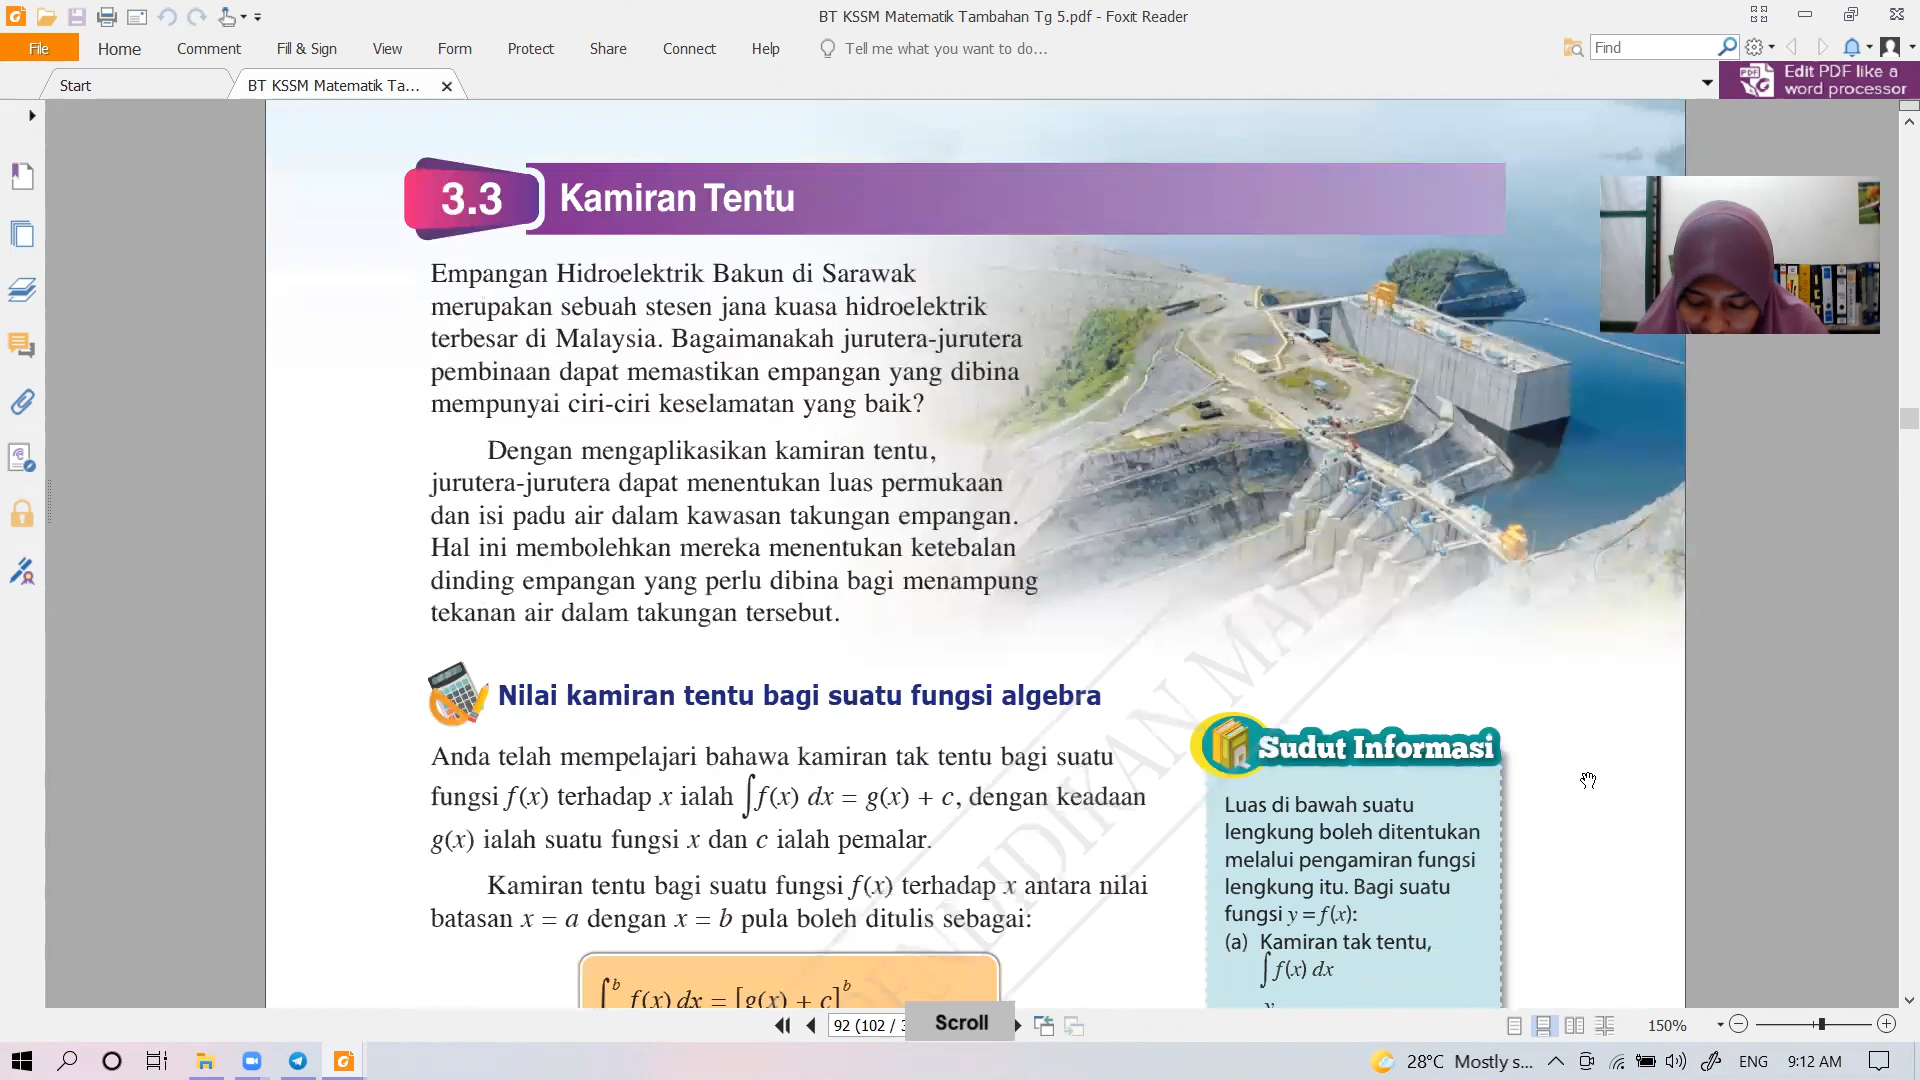 BT KSSM Matematik Tambahan Tg 5.pdf - Foxit Reader
File Home Comment Fill & Sign View Form Protect Share Connect Help Tell me what you want to do... Find
Start BT KSSM Matematik Ta...
Edit PDF like a
word processor
3.3 Kamiran Tentu
Empangan Hidroelektrik Bakun di Sarawak
merupakan sebuah stesen jana kuasa hidroelektrik
terbesar di Malaysia. Bagaimanakah jurutera-jurutera
pembinaan dapat memastikan empangan yang dibina
mempunyai ciri-ciri keselamatan yang baik?
Dengan mengaplikasikan kamiran tentu,
jurutera-jurutera dapat menentukan luas permukaan
dan isi padu air dalam kawasan takungan empangan.
Hal ini membolehkan mereka menentukan ketebalan
dinding empangan yang perlu dibina bagi menampung
tekanan air dalam takungan tersebut.
Nilai kamiran tentu bagi suatu fungsi algebra
Anda telah mempelajari bahawa kamiran tak tentu bagi suatu
fungsi f(x) terhadap x ialah ∫f(x) dx = g(x) + c, dengan keadaan
g(x) ialah suatu fungsi x dan c ialah pemalar.
Kamiran tentu bagi suatu fungsi f(x) terhadap x antara nilai
batasan x = a dengan x = b pula boleh ditulis sebagai:
∫ᵇ f(x) dx = [g(x) + c]ᵇ
Sudut Informasi
Luas di bawah suatu
lengkung boleh ditentukan
melalui pengamiran fungsi
lengkung itu. Bagi suatu
fungsi y = f(x):
(a) Kamiran tak tentu,
∫f(x) dx
y
92 (102 / 3 Scroll 150%
28°C Mostly s... ENG 9:12 AM